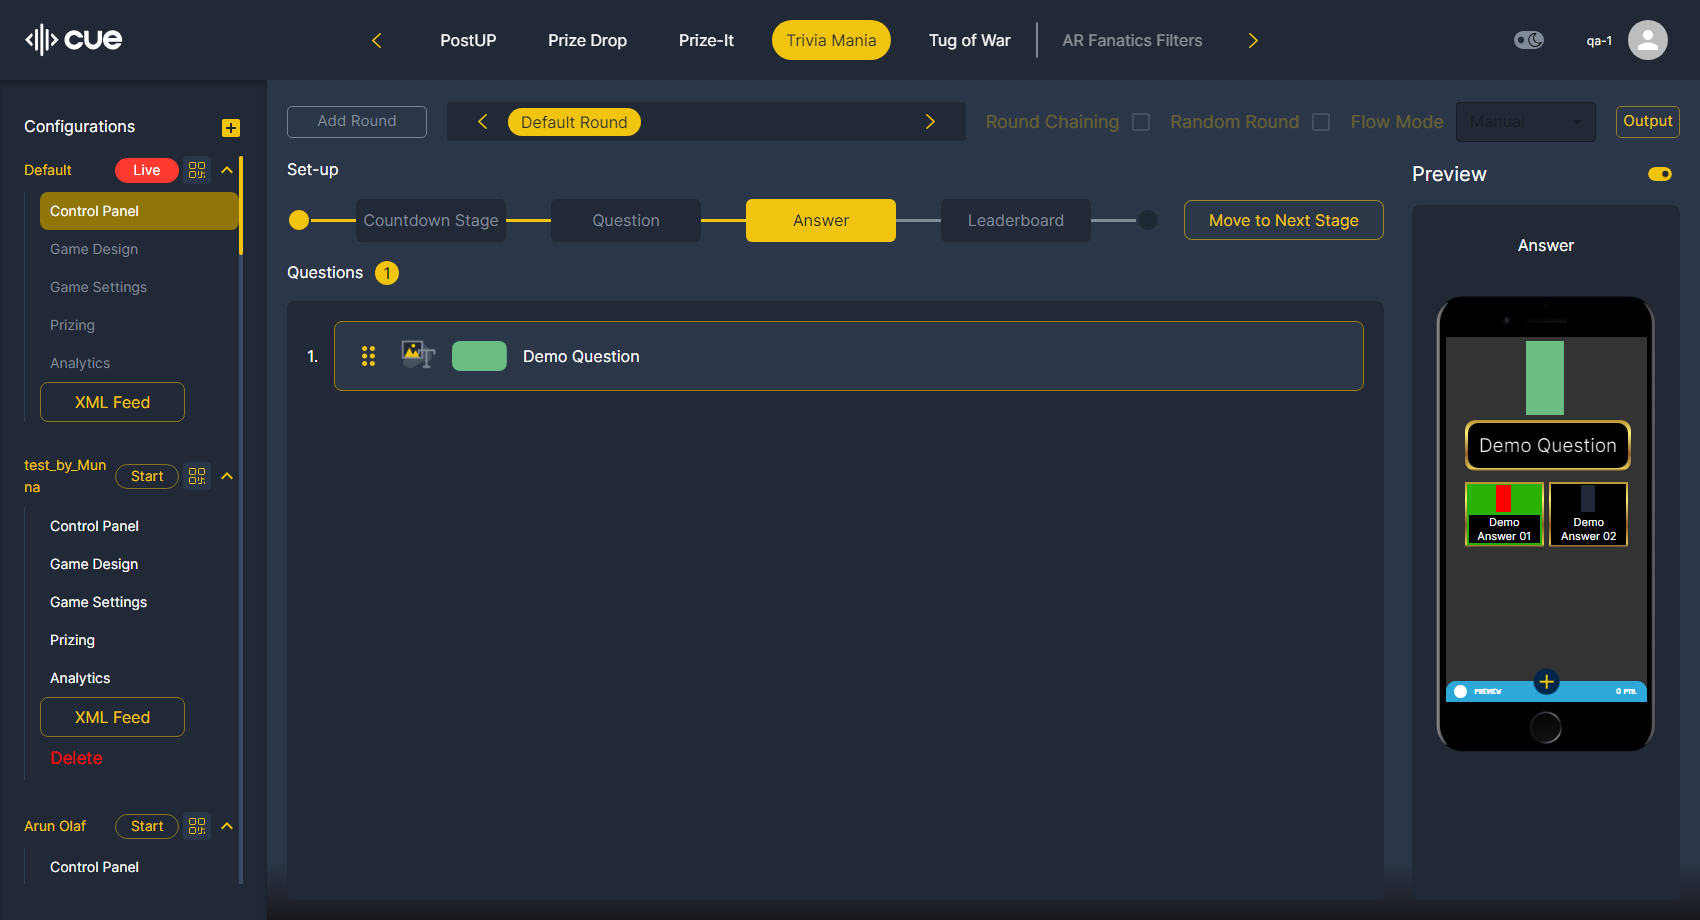 cue
PostUP
Prize Drop
Prize-It
Trivia Mania
Tug of War
AR Fanatics Filters
qa-1
Configurations
Default
Live
Control Panel
Game Design
Game Settings
Prizing
Analytics
XML Feed
test_by_Mun
na
Start
Control Panel
Game Design
Game Settings
Prizing
Analytics
XML Feed
Delete
Arun Olaf
Start
Control Panel
Add Round
Default Round
Round Chaining
Random Round
Flow Mode
Manual
Output
Set-up
Countdown Stage
Question
Answer
Leaderboard
Move to Next Stage
Questions 1
1.
Demo Question
Preview
Answer
Demo Question
Demo
Answer 01
Demo
Answer 02
PREVIEW
0 PTS.